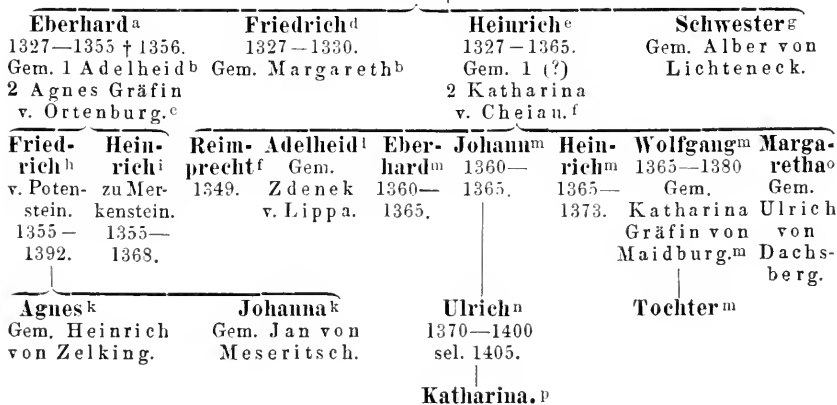 Eberhard a Friedrich d Heinrich e Schwester g
1327—1355 † 1356. 1327—1330. 1327—1365. Gem. Alber von
Gem. 1 Adelheid b Gem. Margareth b Gem. 1 (?) Lichteneck.
2 Agnes Gräfin 2 Katharina
v. Ortenburg. c v. Cheiau. f
Fried- Hein- Reim- Adelheid l Eber- Johann m Hein- Wolfgang m Marga-
rich h rich i precht f Gem. hard m 1360— rich m 1365—1380 retha o
v. Poten- zu Mer- 1349. Zdenek 1360— 1365. 1365— Gem. Gem.
stein. kenstein. v. Lippa. 1365. 1373. Katharina Ulrich
1355— 1355— Gräfin von von
1392. 1368. Maidburg. m Dachs-
berg.
Agnes k Johanna k Ulrich n Tochter m
Gem. Heinrich Gem. Jan von 1370—1400
von Zelking. Meseritsch. sel. 1405.
Katharina. p